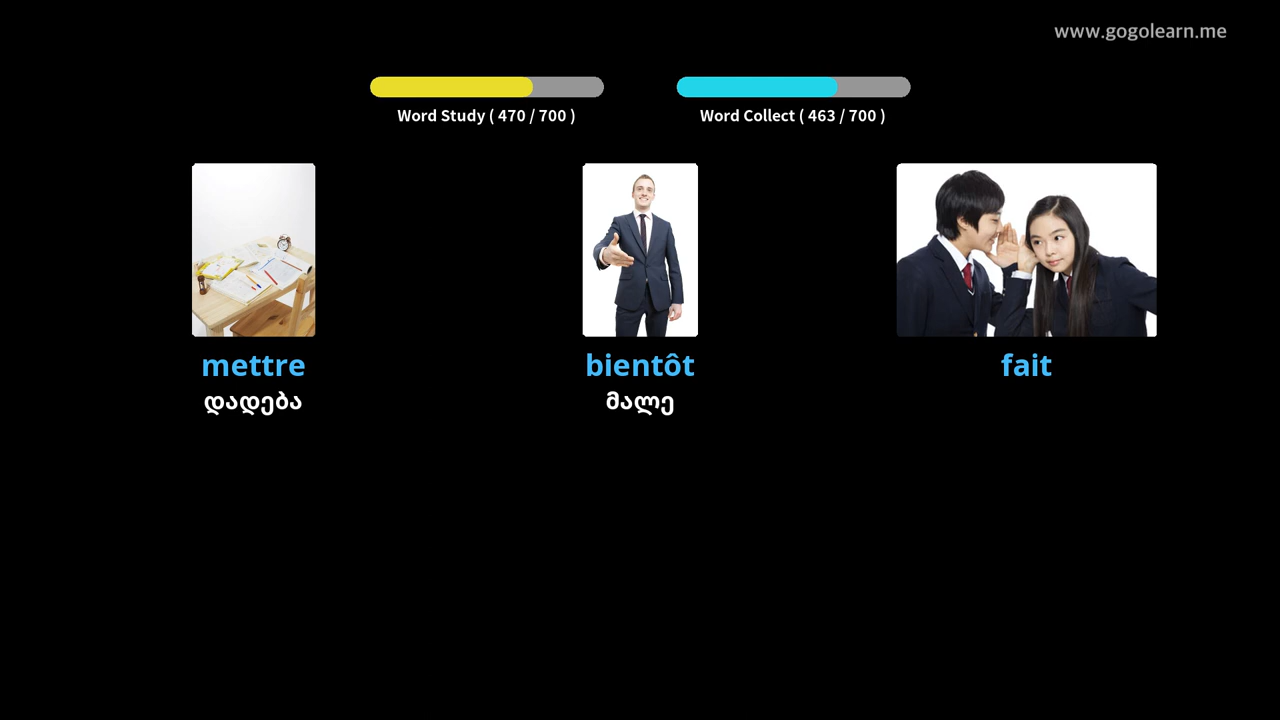 www.gogolearn.me
Word Study ( 470 / 700 )
Word Collect ( 463 / 700 )
mettre
დადება
bientôt
მალე
fait